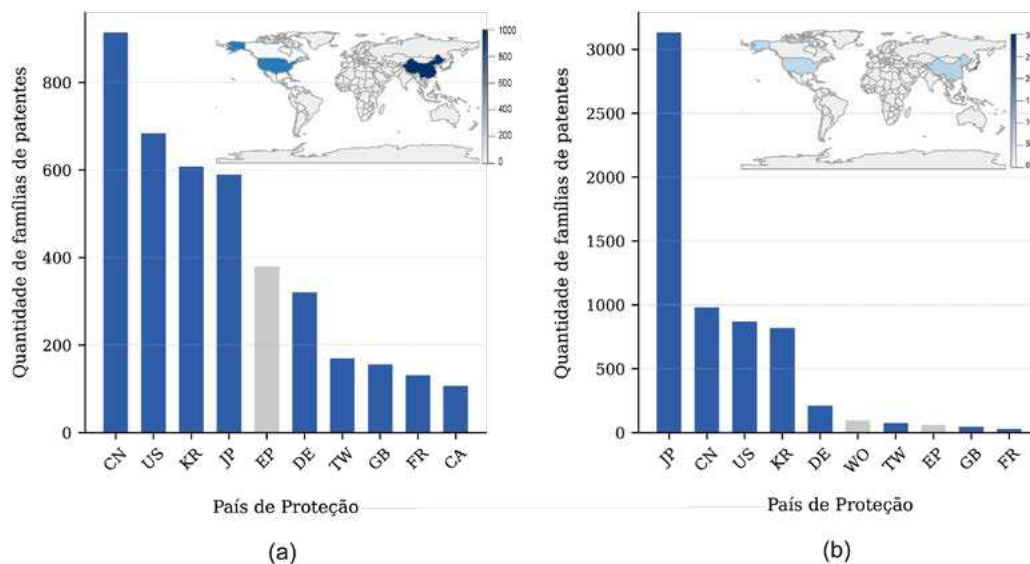 Quantidade de famílias de patentes
800
600
400
200
0
1000
800
600
400
200
0
CN US KR JP EP DE TW GB FR CA
País de Proteção
(a)
Quantidade de famílias de patentes
3000
2500
2000
1500
1000
500
0
JP CN US KR DE WO TW EP GB FR
País de Proteção
(b)